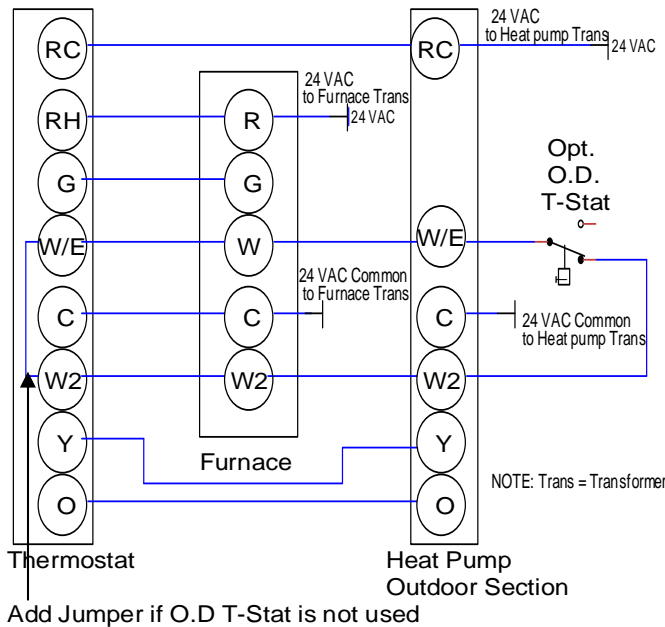 24 VAC
to Heat pump Trans
RC
RC
24 VAC
24 VAC
to Furnace Trans
RH
R
24 VAC
Opt.
O.D.
T-Stat
G
G
W/E
W
W/E
24 VAC Common
to Furnace Trans
C
C
C
24 VAC Common
to Heat pump Trans
W2
W2
W2
Y
Y
Furnace
NOTE: Trans = Transformer
O
O
Thermostat
Heat Pump
Outdoor Section
Add Jumper if O.D T-Stat is not used